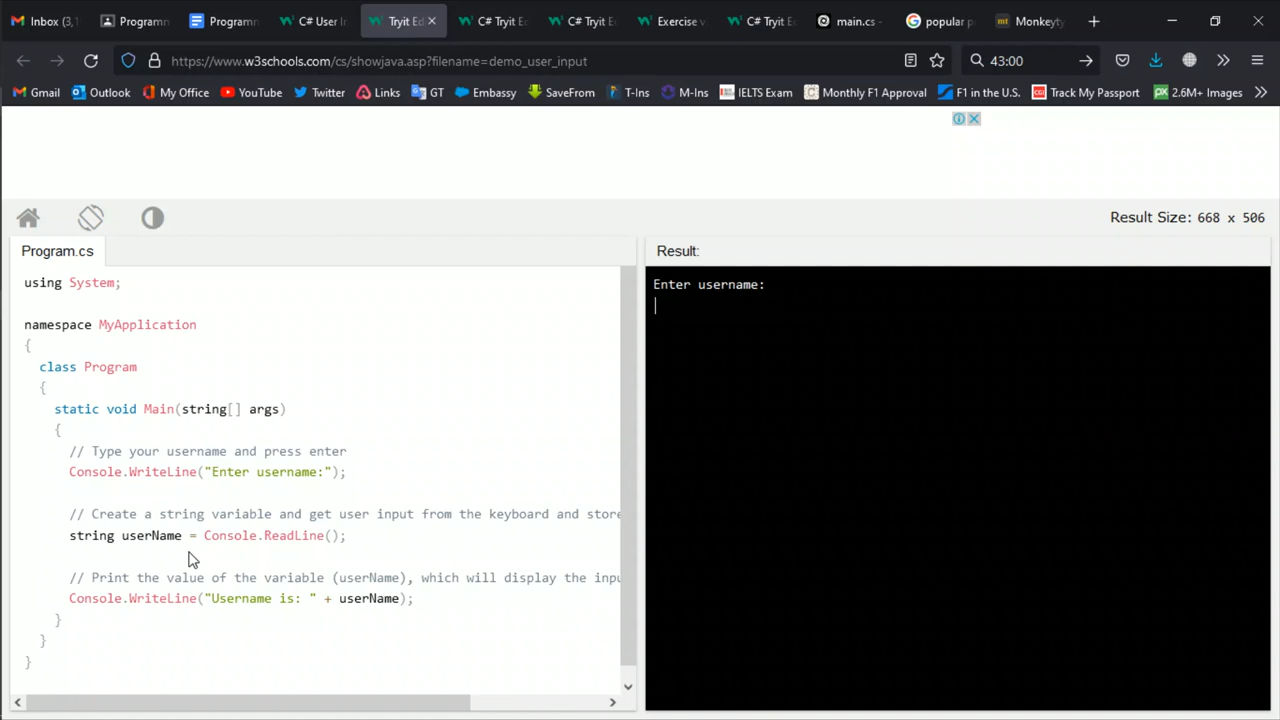 Inbox (3,1
Programm
Programm
C# User In
Tryit Ed
C# Tryit Ed
C# Tryit Ed
Exercise v
C# Tryit Ed
main.cs -
popular p
Monkeyty
https://www.w3schools.com/cs/showjava.asp?filename=demo_user_input
43:00
Gmail
Outlook
My Office
YouTube
Twitter
Links
GT
Embassy
SaveFrom
T-Ins
M-Ins
IELTS Exam
Monthly F1 Approval
F1 in the U.S.
Track My Passport
2.6M+ Images
Result Size: 668 x 506
Program.cs
using System;
namespace MyApplication
{
class Program
{
static void Main(string[] args)
{
// Type your username and press enter
Console.WriteLine("Enter username:");
// Create a string variable and get user input from the keyboard and store
string userName = Console.ReadLine();
// Print the value of the variable (userName), which will display the inpu
Console.WriteLine("Username is: " + userName);
}
}
}
Result:
Enter username: